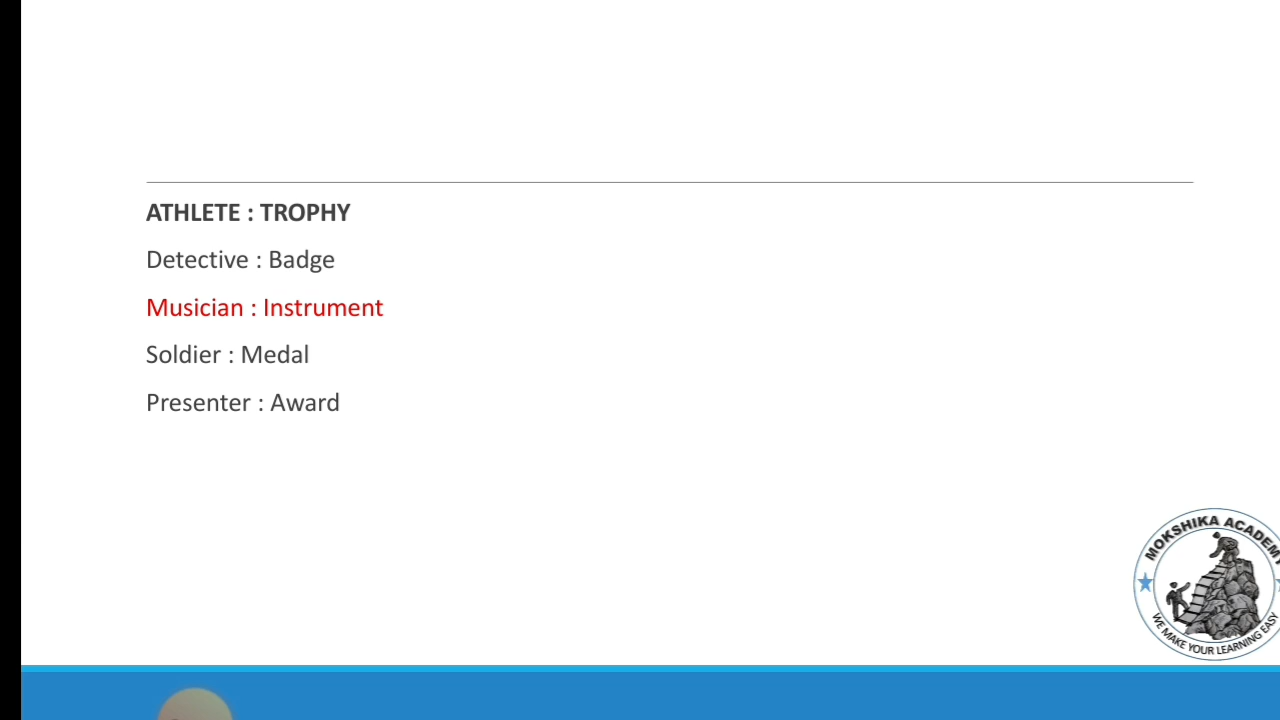 ATHLETE : TROPHY
Detective : Badge
Musician : Instrument
Soldier : Medal
Presenter : Award
MOKSHIKA ACADEMY
WE MAKE YOUR LEARNING EASY